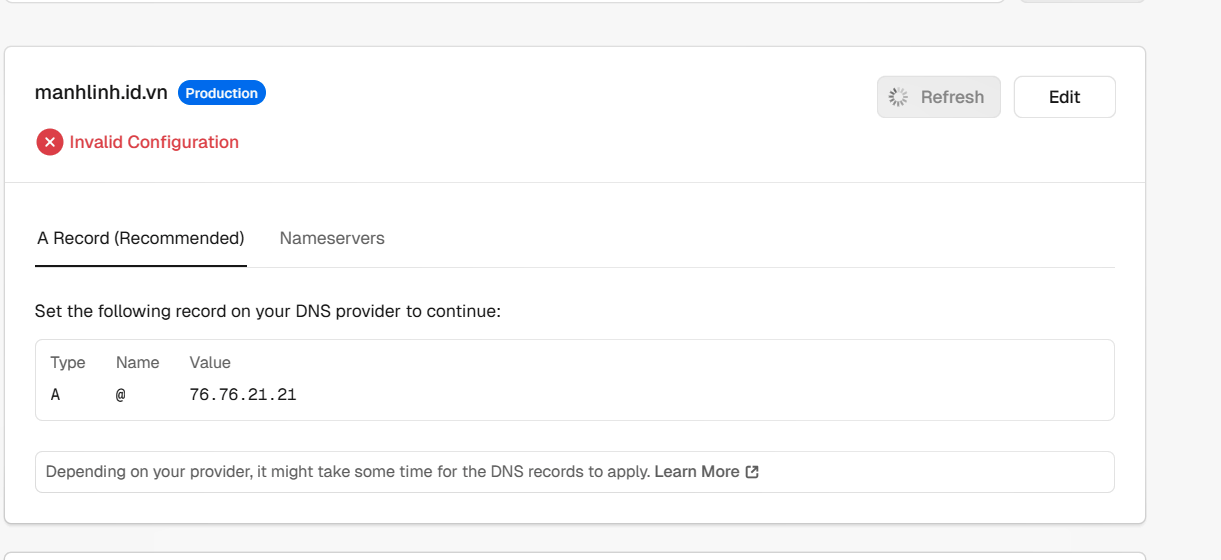 manhlinh.id.vn Production
Refresh
Edit
Invalid Configuration
A Record (Recommended) Nameservers
Set the following record on your DNS provider to continue:
Type Name Value
A @ 76.76.21.21
Depending on your provider, it might take some time for the DNS records to apply. Learn More